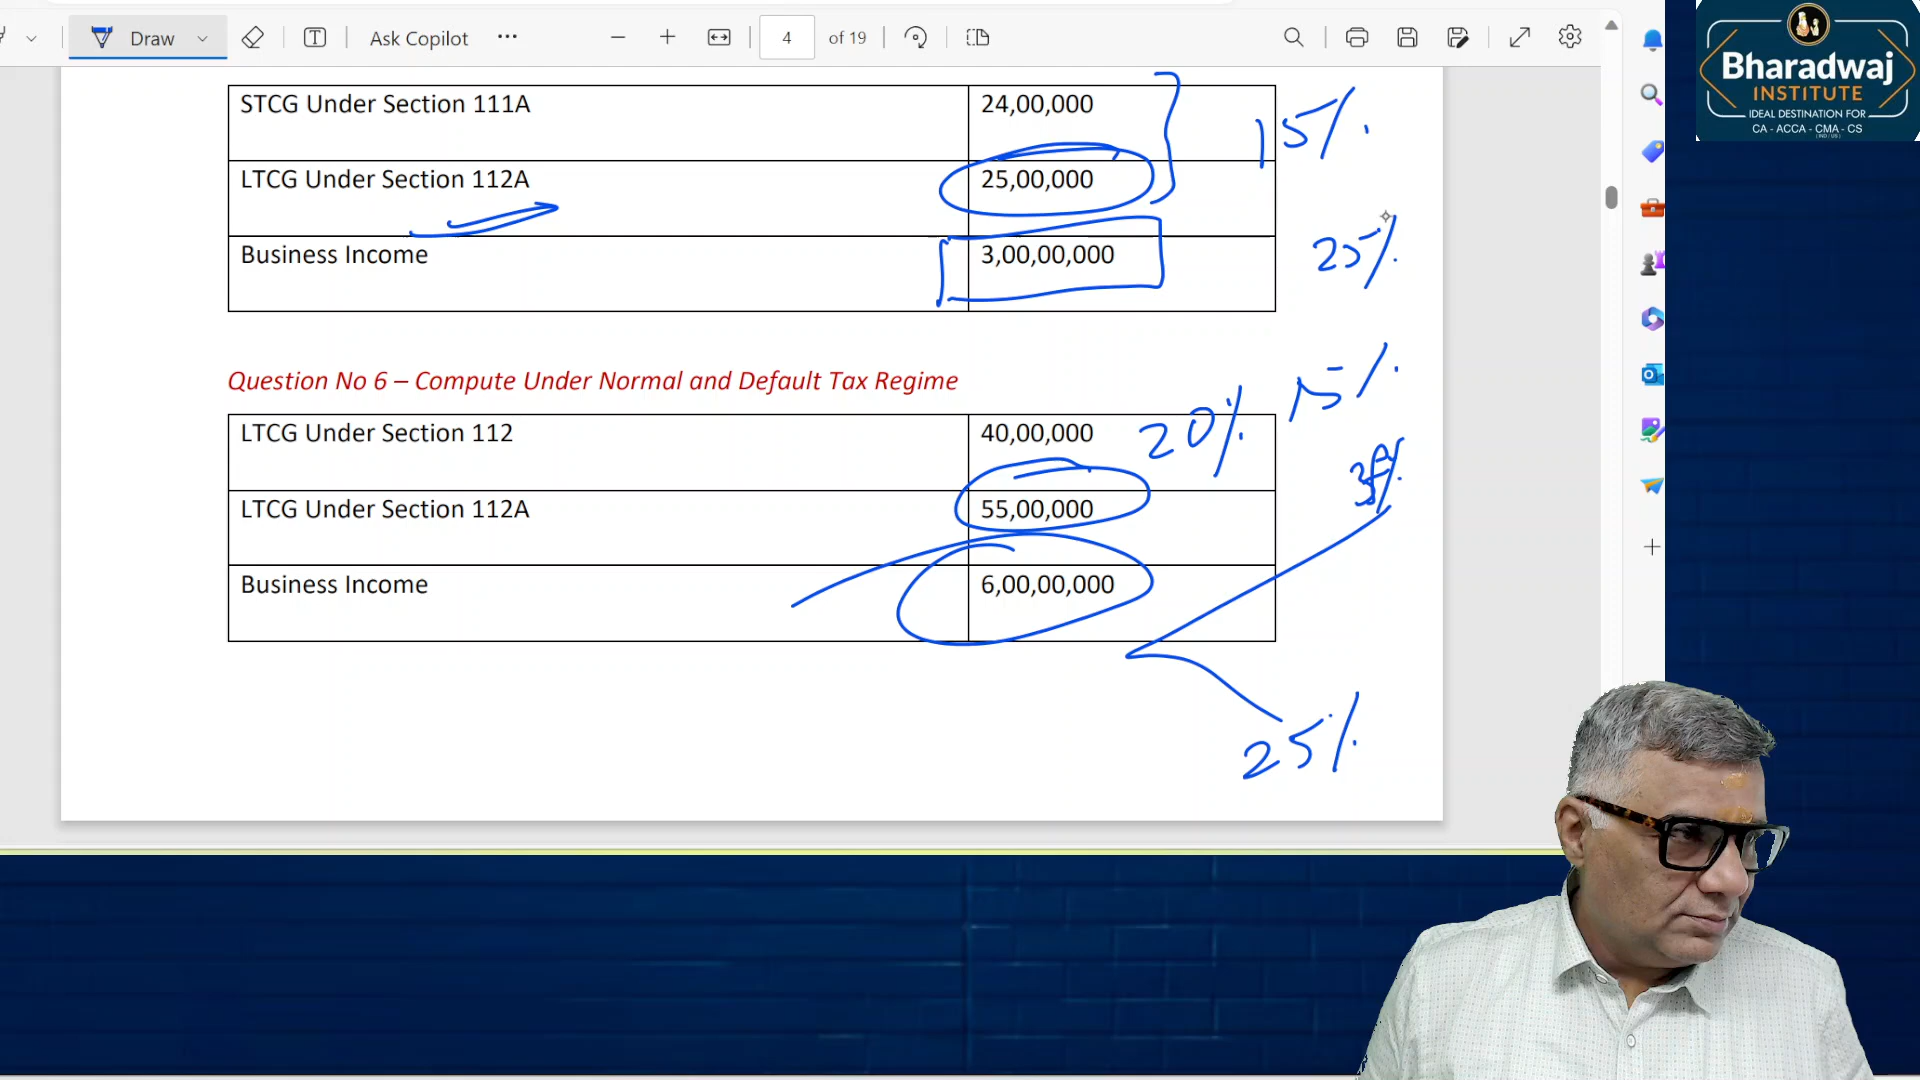 Draw
Ask Copilot
4 of 19
Bharadwaj
INSTITUTE
IDEAL DESTINATION FOR
CA - ACCA - CMA - CS
STCG Under Section 111A 24,00,000
15%
LTCG Under Section 112A 25,00,000
Business Income 3,00,00,000
25%
Question No 6 – Compute Under Normal and Default Tax Regime
15%
LTCG Under Section 112 40,00,000 20%
LTCG Under Section 112A 55,00,000
Business Income 6,00,00,000
25%